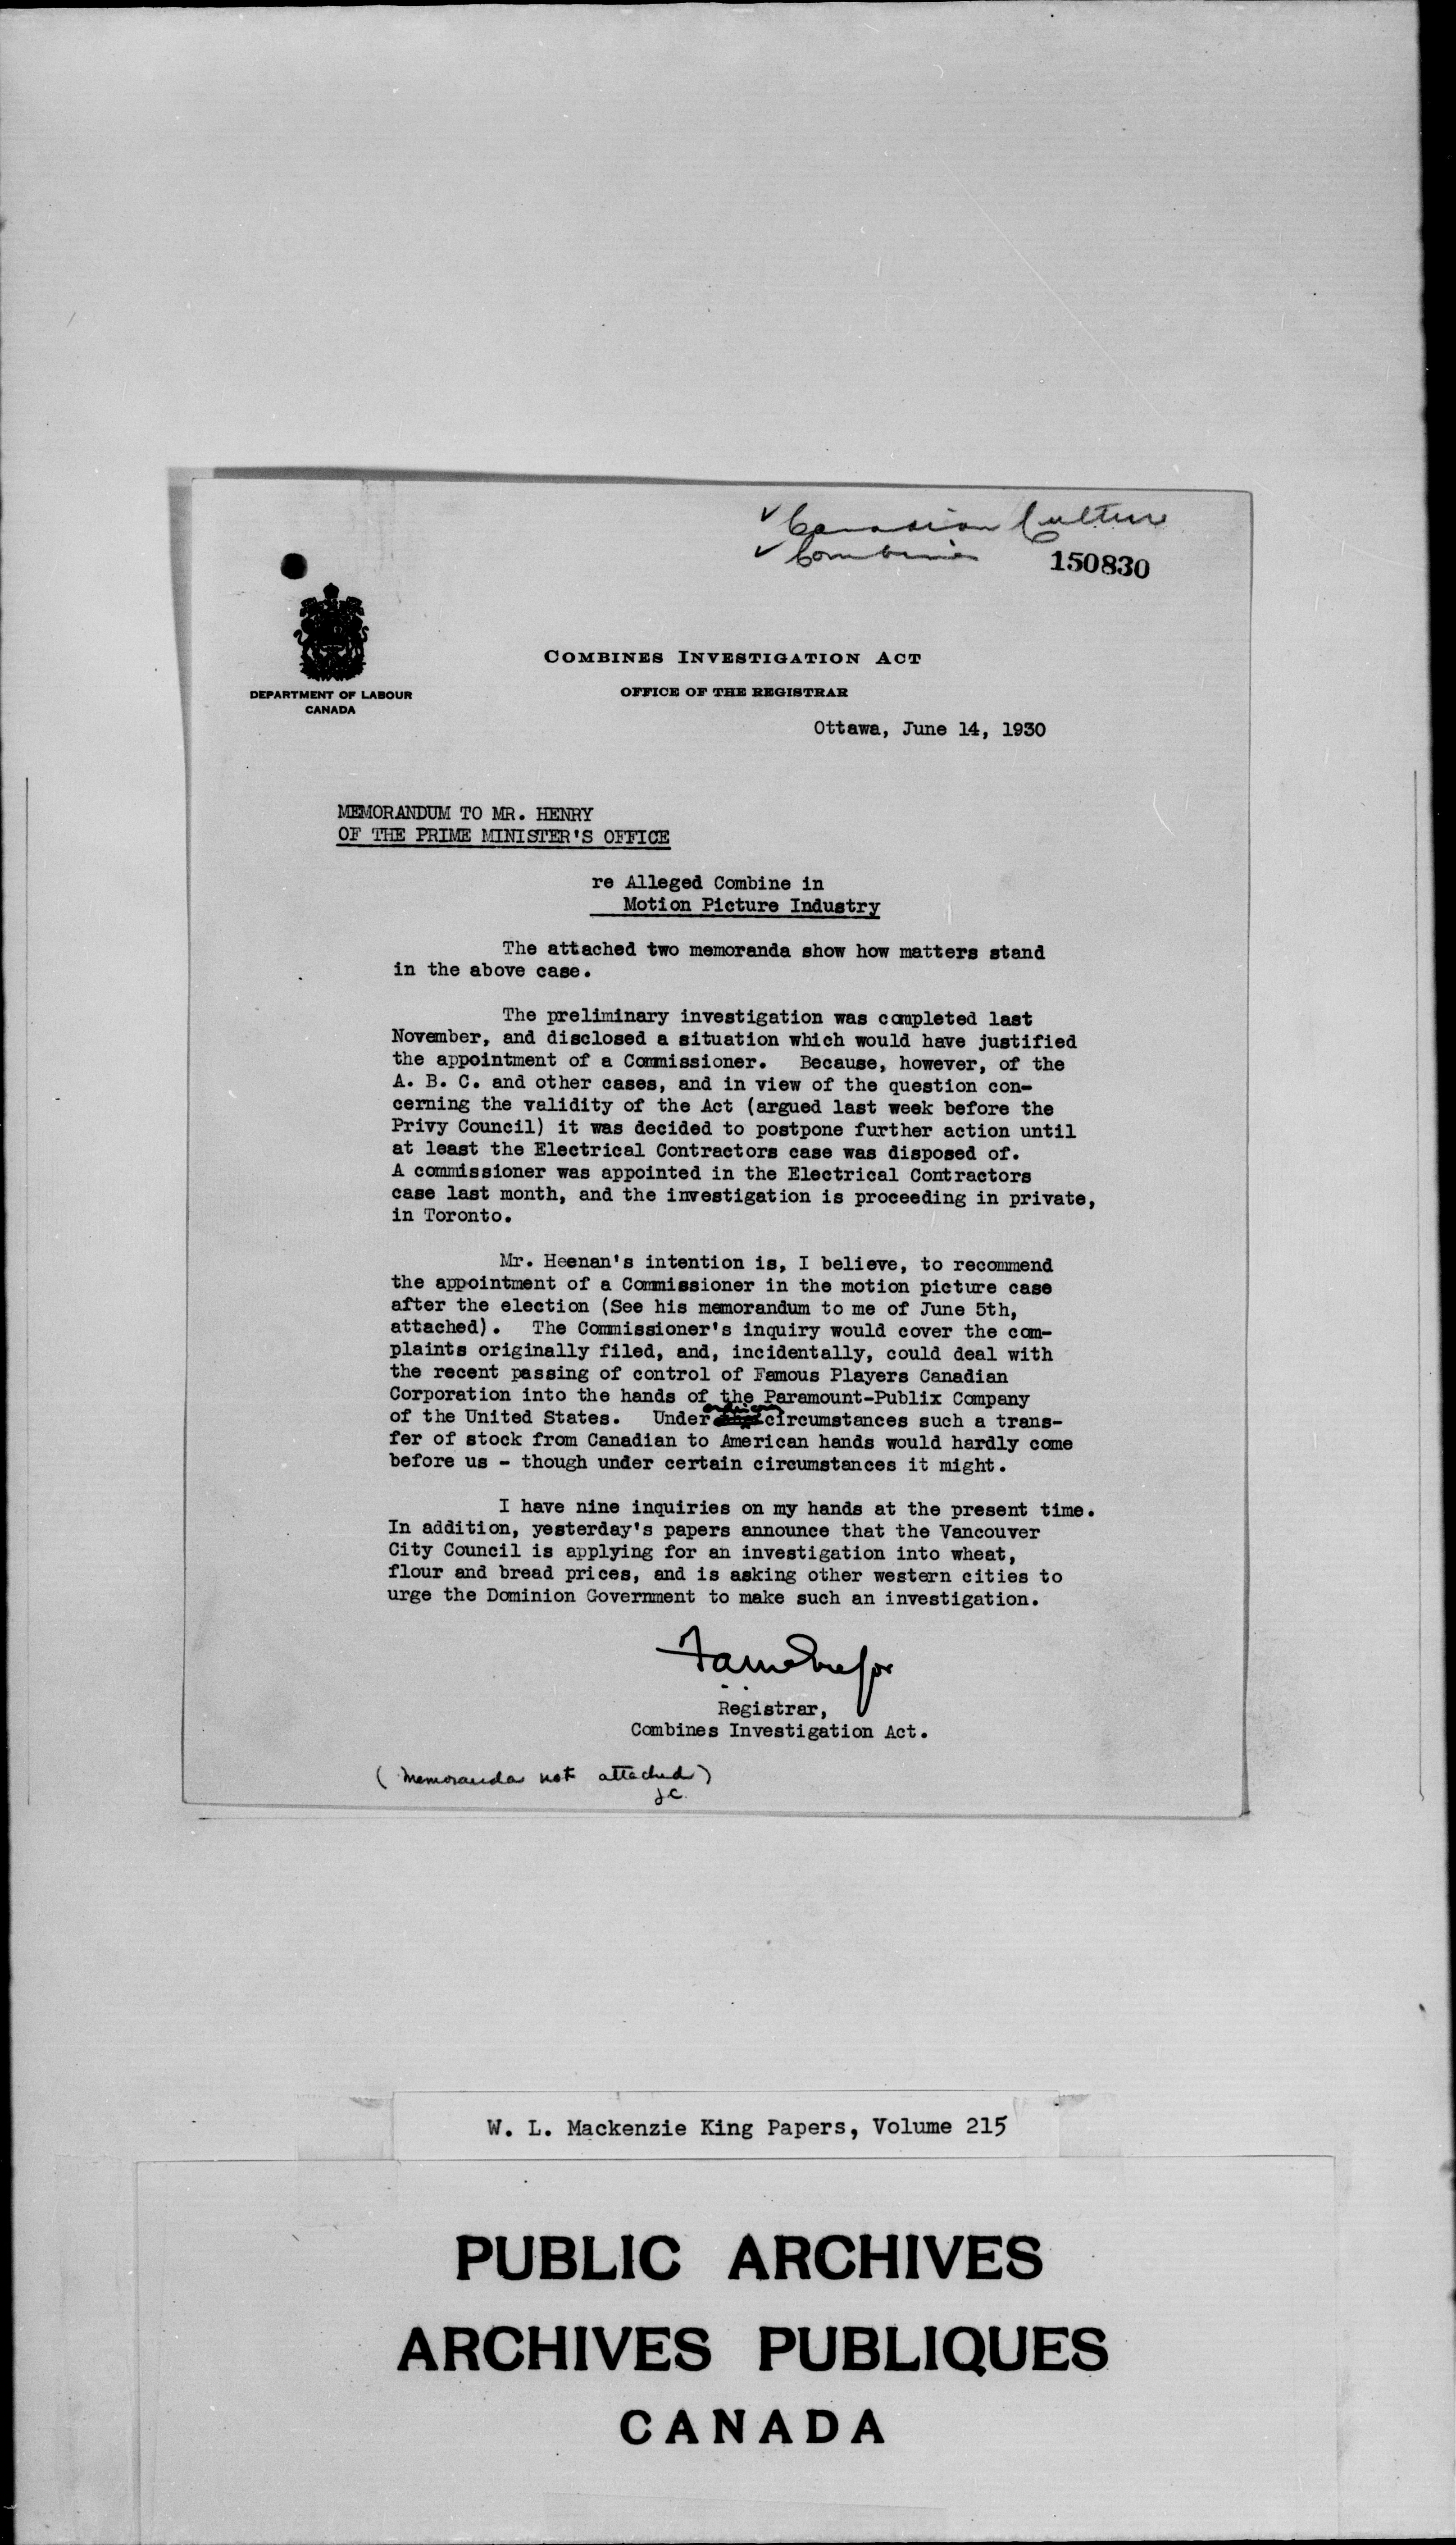 Canadian Culture
Combines
150830
DEPARTMENT OF LABOUR
CANADA
COMBINES INVESTIGATION ACT
OFFICE OF THE REGISTRAR
Ottawa, June 14, 1930
MEMORANDUM TO MR. HENRY
OF THE PRIME MINISTER'S OFFICE
re Alleged Combine in
Motion Picture Industry
The attached two memoranda show how matters stand
in the above case.
The preliminary investigation was completed last
November, and disclosed a situation which would have justified
the appointment of a Commissioner. Because, however, of the
A. B. C. and other cases, and in view of the question con-
cerning the validity of the Act (argued last week before the
Privy Council) it was decided to postpone further action until
at least the Electrical Contractors case was disposed of.
A commissioner was appointed in the Electrical Contractors
case last month, and the investigation is proceeding in private,
in Toronto.
Mr. Heenan's intention is, I believe, to recommend
the appointment of a Commissioner in the motion picture case
after the election (See his memorandum to me of June 5th,
attached). The Commissioner's inquiry would cover the com-
plaints originally filed, and, incidentally, could deal with
the recent passing of control of Famous Players Canadian
Corporation into the hands of the Paramount-Publix Company
of the United States. Under ordinary circumstances such a trans-
fer of stock from Canadian to American hands would hardly come
before us - though under certain circumstances it might.
I have nine inquiries on my hands at the present time.
In addition, yesterday's papers announce that the Vancouver
City Council is applying for an investigation into wheat,
flour and bread prices, and is asking other western cities to
urge the Dominion Government to make such an investigation.
Registrar,
Combines Investigation Act.
(Memoranda not attached)
J.C.
W. L. Mackenzie King Papers, Volume 215
PUBLIC ARCHIVES
ARCHIVES PUBLIQUES
CANADA